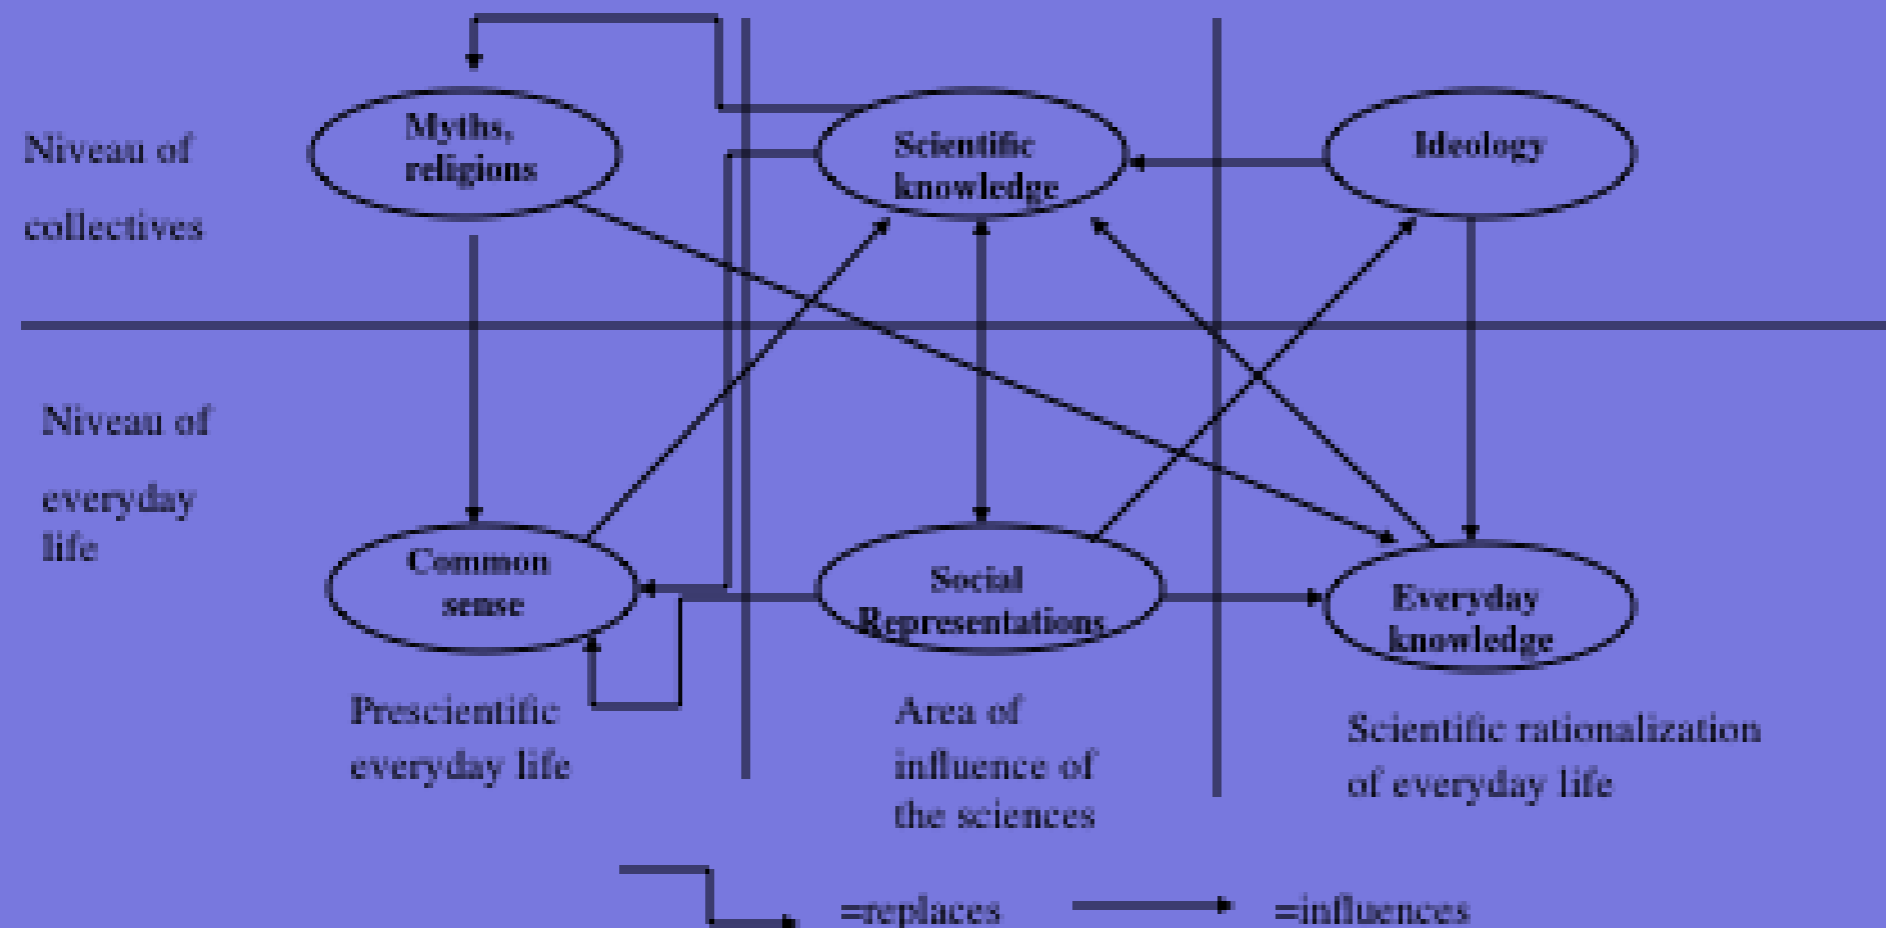 Niveau of
collectives
Myths,
religions
Scientific
knowledge
Ideology
Niveau of
everyday
life
Common
sense
Social
Representations
Everyday
knowledge
Prescientific
everyday life
Area of
influence of
the sciences
Scientific rationalization
of everyday life
=replaces
=influences